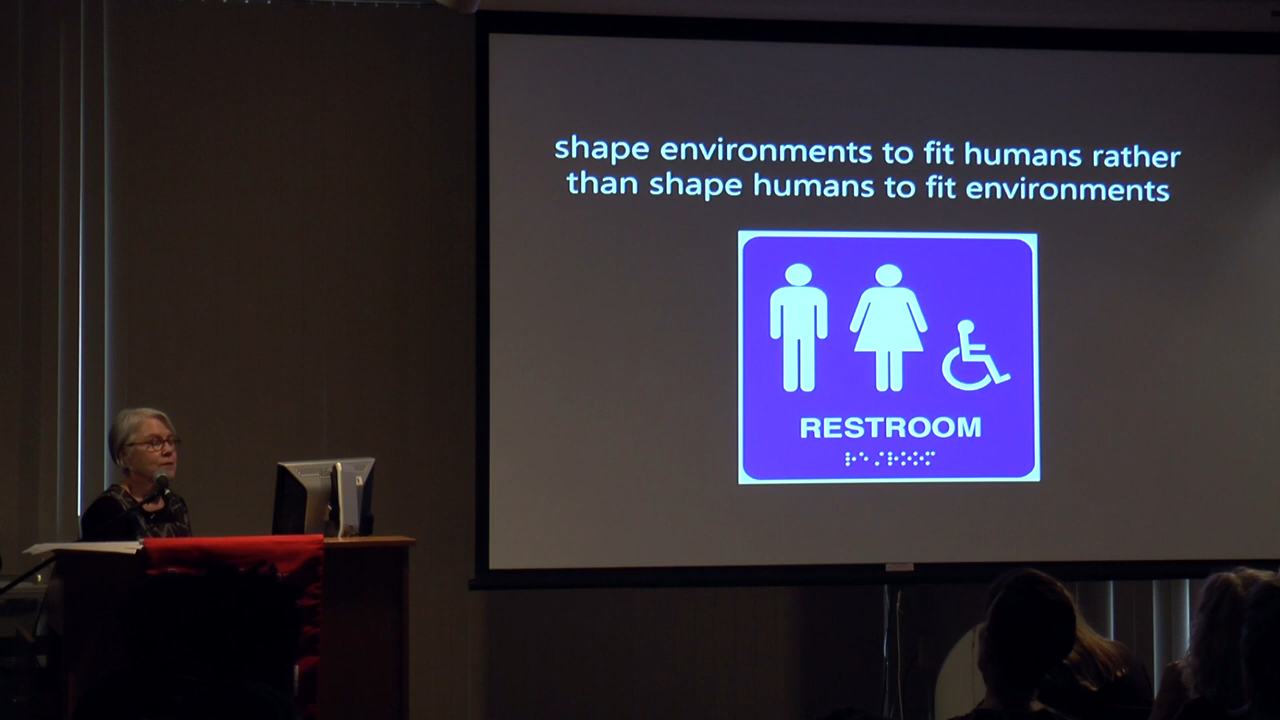 shape environments to fit humans rather
than shape humans to fit environments
RESTROOM